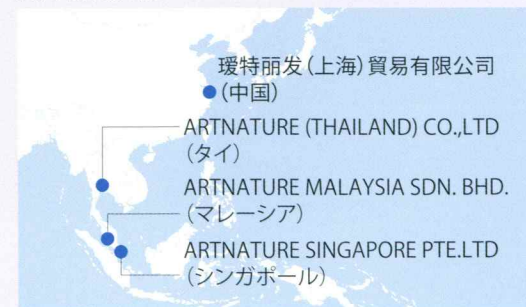 瑷特丽发(上海)貿易有限公司
(中国)
ARTNATURE (THAILAND) CO.,LTD
(タイ)
ARTNATURE MALAYSIA SDN. BHD.
(マレーシア)
ARTNATURE SINGAPORE PTE.LTD
(シンガポール)